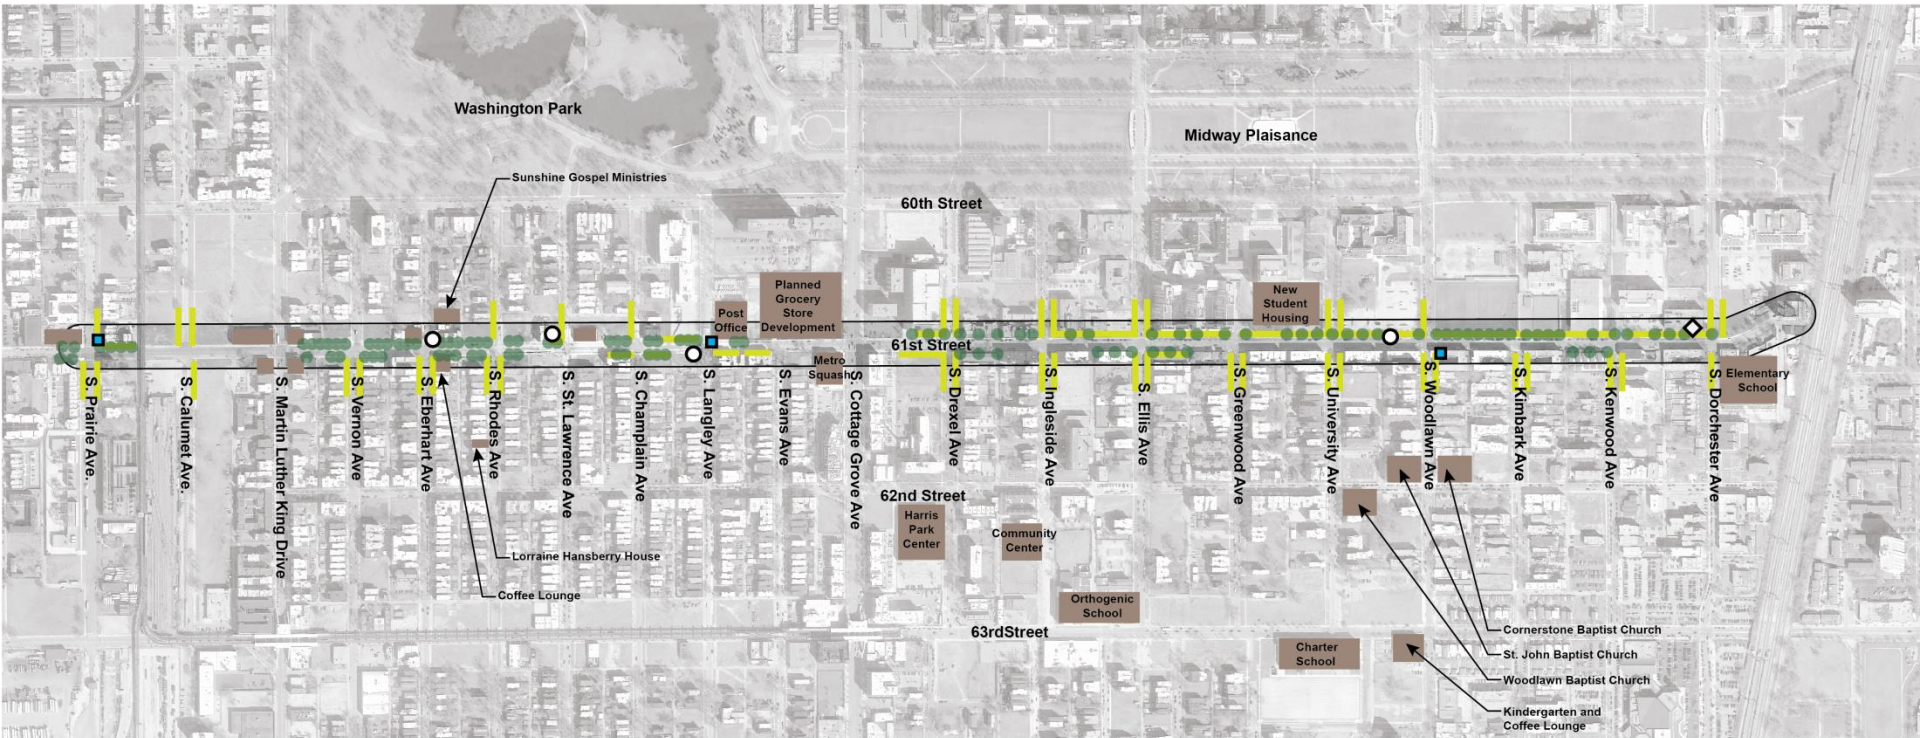 Washington Park
Midway Plaisance
Sunshine Gospel Ministries
60th Street
Planned
Grocery
Store
Development
Post
Office
New
Student
Housing
61st Street
Metro
Squash
Elementary
School
S. Prairie Ave.
S. Calumet Ave.
S. Martin Luther King Drive
S. Vernon Ave
S. Eberhart Ave
S. Rhodes Ave
S. St. Lawrence Ave
S. Champlain Ave
S. Langley Ave
S. Evans Ave
S. Cottage Grove Ave
S. Drexel Ave
S. Ingleside Ave
S. Ellis Ave
S. Greenwood Ave
S. University Ave
S. Woodlawn Ave
S. Kimbark Ave
S. Kenwood Ave
S. Dorchester Ave
62nd Street
Harris
Park
Center
Community
Center
Lorraine Hansberry House
Coffee Lounge
Orthogenic
School
63rdStreet
Charter
School
Cornerstone Baptist Church
St. John Baptist Church
Woodlawn Baptist Church
Kindergarten and
Coffee Lounge